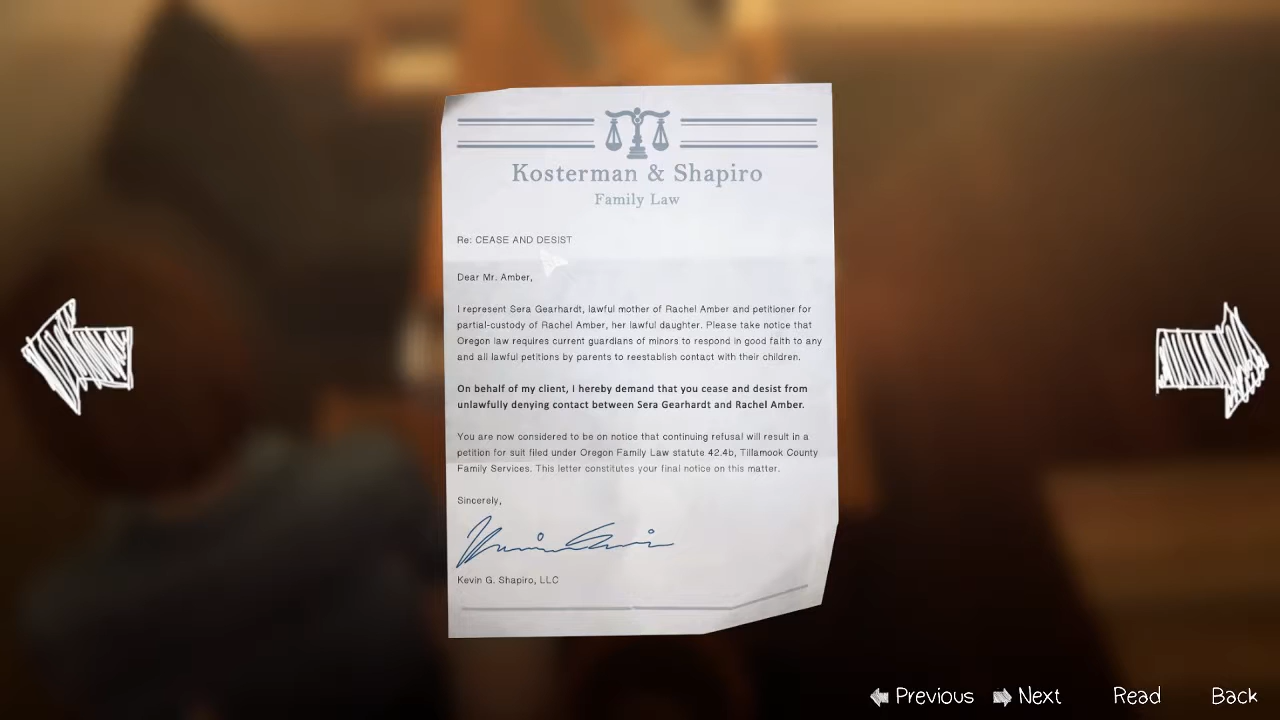 Kosterman & Shapiro
Family Law
Re: CEASE AND DESIST
Dear Mr. Amber,
I represent Sera Gearhardt, lawful mother of Rachel Amber and petitioner for
partial-custody of Rachel Amber, her lawful daughter. Please take notice that
Oregon law requires current guardians of minors to respond in good faith to any
and all lawful petitions by parents to reestablish contact with their children.
On behalf of my client, I hereby demand that you cease and desist from
unlawfully denying contact between Sera Gearhardt and Rachel Amber.
You are now considered to be on notice that continuing refusal will result in a
petition for suit filed under Oregon Family Law statute 42.4b, Tillamook County
Family Services. This letter constitutes your final notice on this matter.
Sincerely,
Kevin G. Shapiro, LLC
Previous Next Read Back